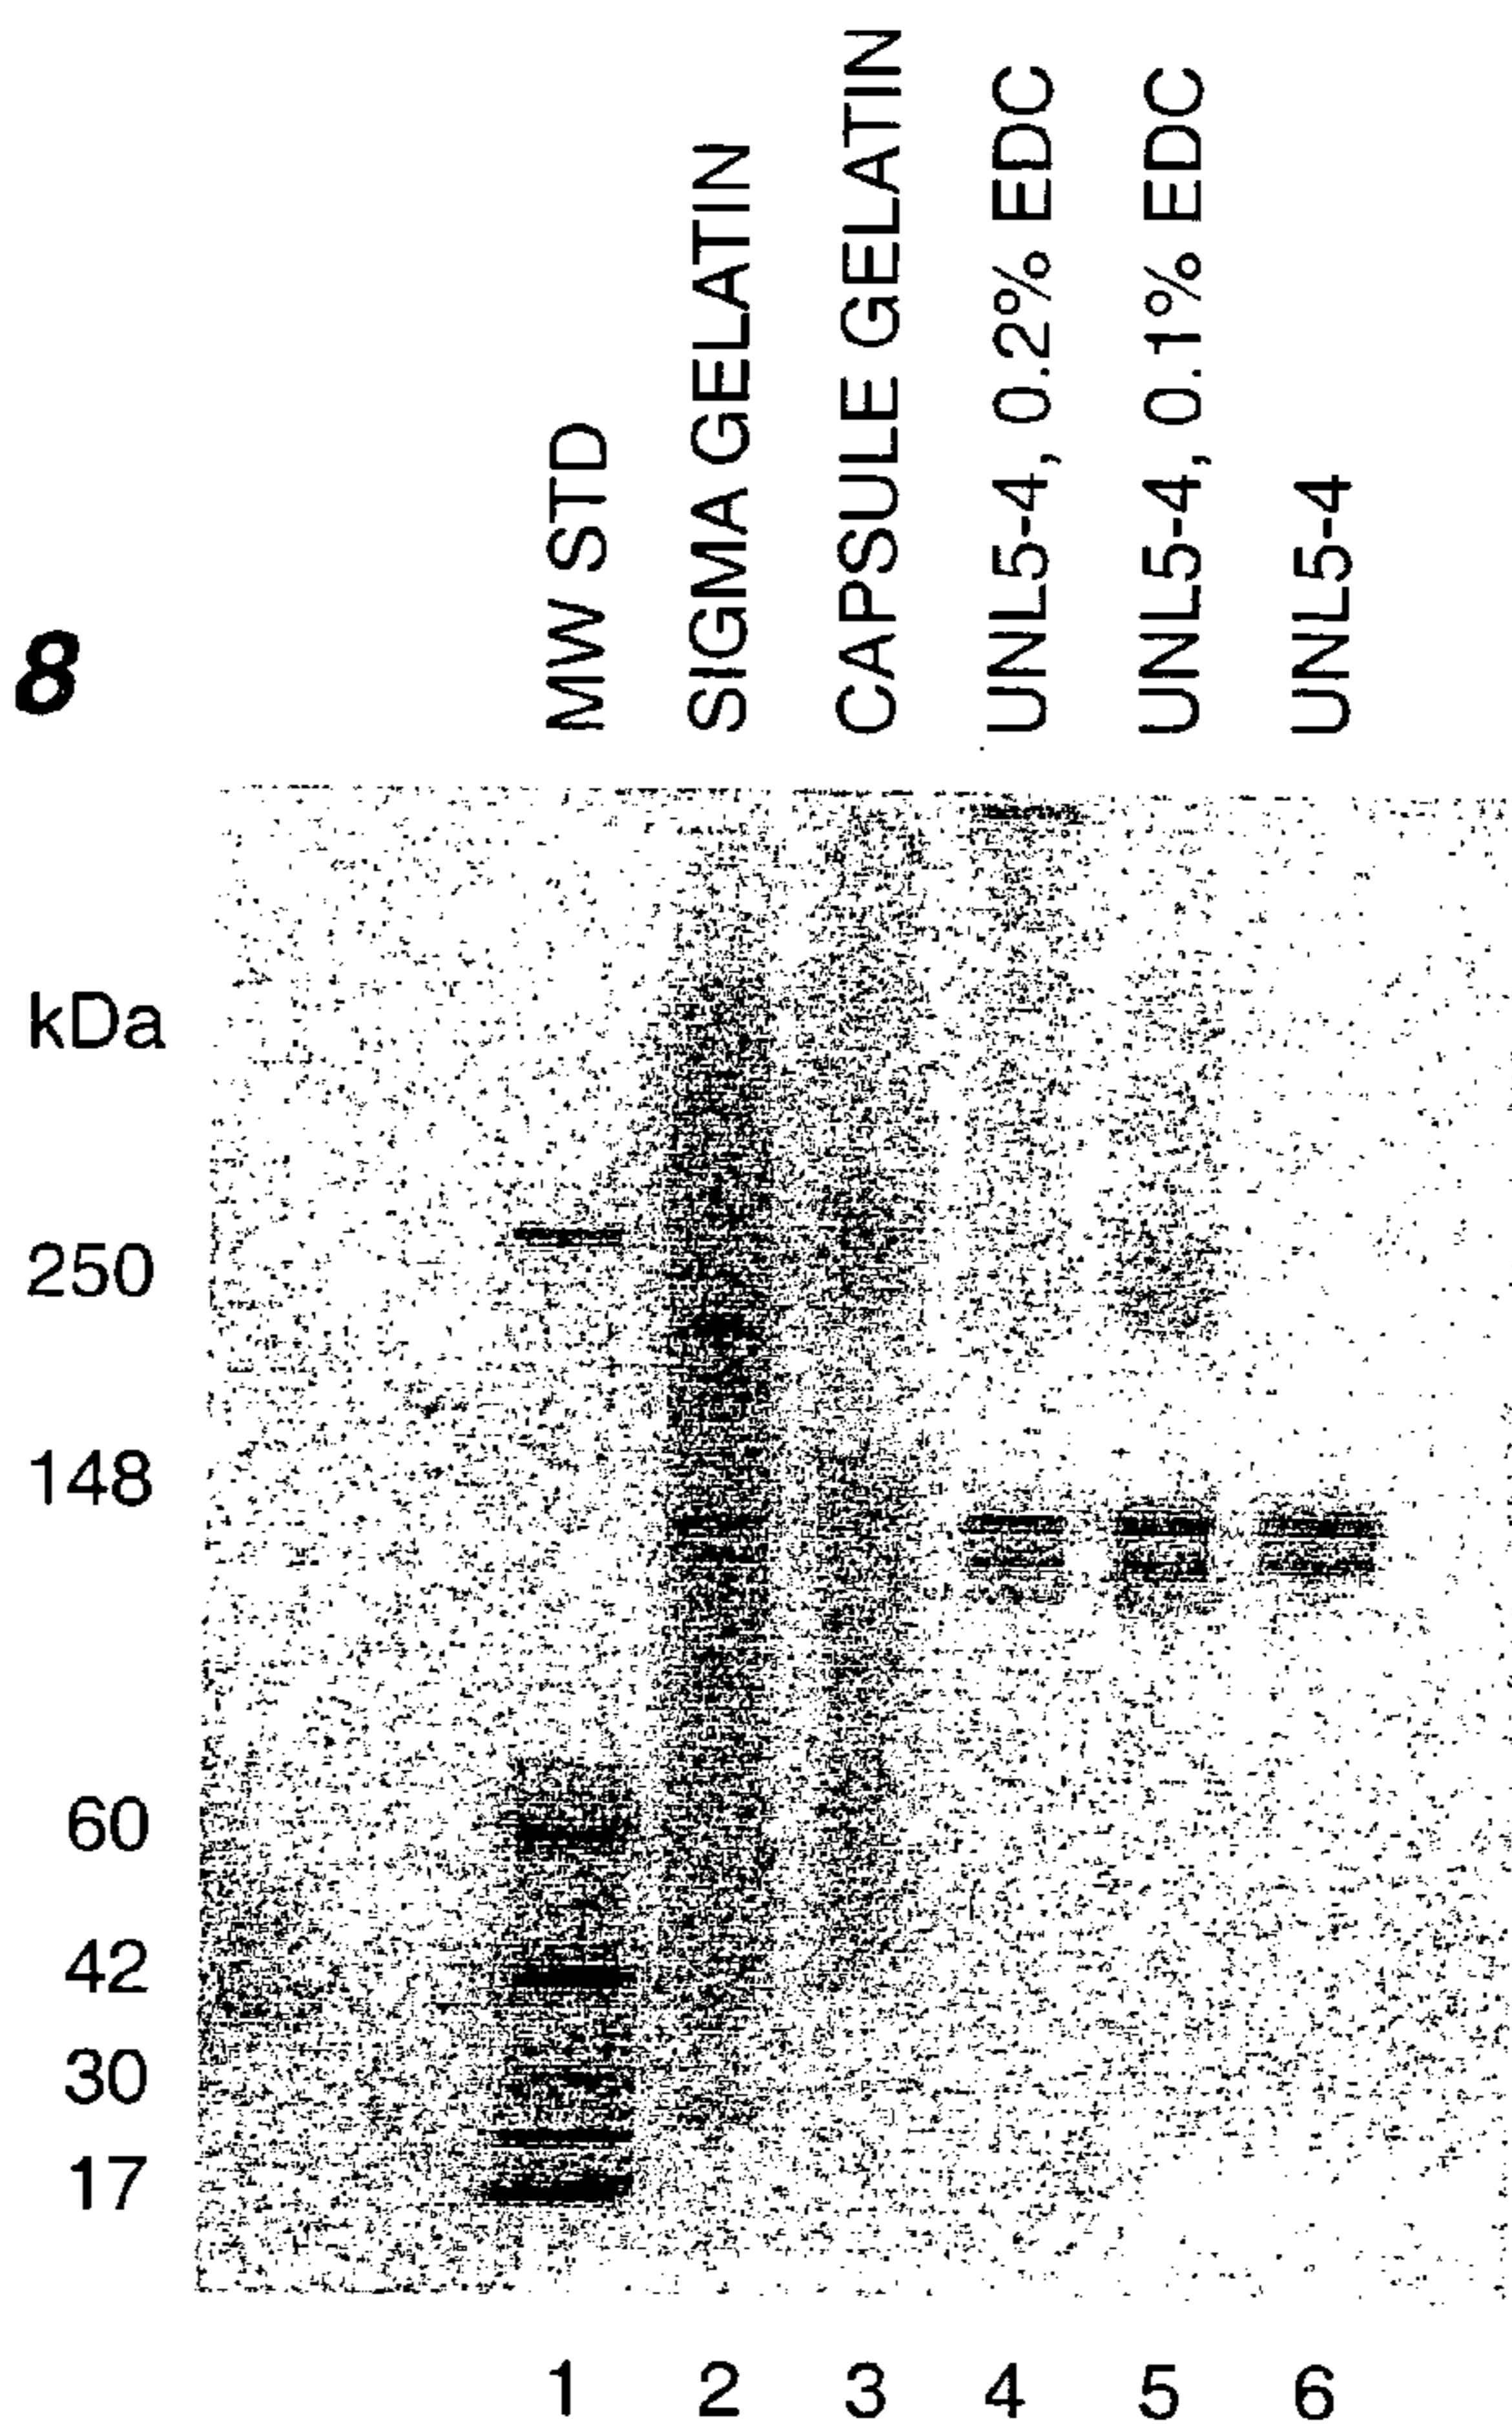 8
MW STD
SIGMA GELATIN
CAPSULE GELATIN
UNL5-4, 0.2% EDC
UNL5-4, 0.1% EDC
UNL5-4
kDa
250
148
60
42
30
17
1 2 3 4 5 6